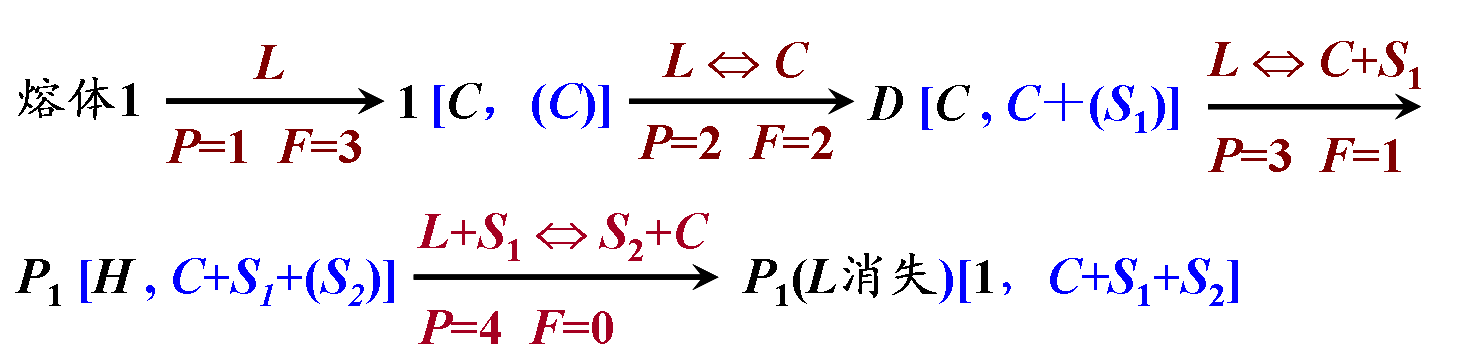 L L ⇔ C L ⇔ C+S₁
熔体1 1 [C, (C)] D [C , C+(S₁)]
P=1 F=3 P=2 F=2 P=3 F=1
L+S₁ ⇔ S₂+C
P₁ [H , C+S₁+(S₂)] P₁(L消失)[1, C+S₁+S₂]
P=4 F=0